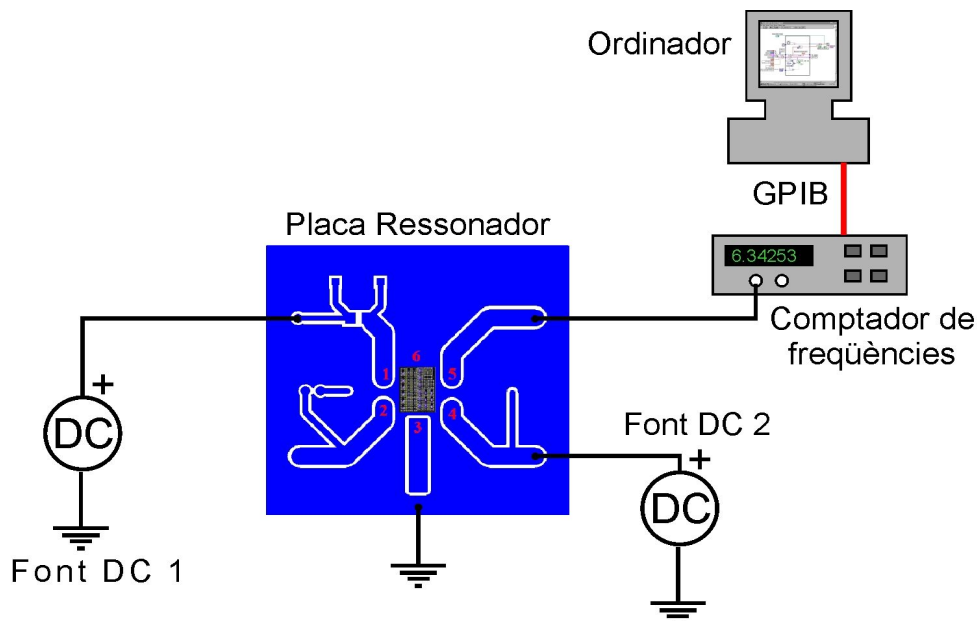 Ordinador
GPIB
Placa Ressonador
6.34253
Comptador de
freqüències
6
1
5
2
4
3
+
DC
Font DC 1
Font DC 2
+
DC